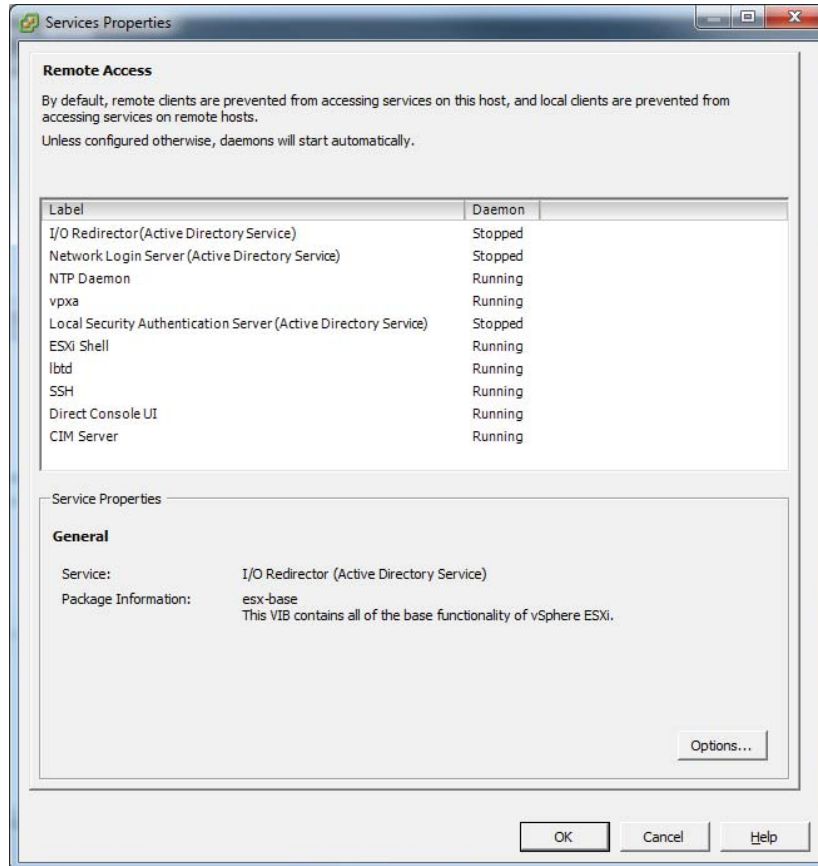 Services Properties
Remote Access
By default, remote clients are prevented from accessing services on this host, and local clients are prevented from
accessing services on remote hosts.
Unless configured otherwise, daemons will start automatically.
Label Daemon
I/O Redirector (Active Directory Service) Stopped
Network Login Server (Active Directory Service) Stopped
NTP Daemon Running
vpxa Running
Local Security Authentication Server (Active Directory Service) Stopped
ESXi Shell Running
lbtd Running
SSH Running
Direct Console UI Running
CIM Server Running
Service Properties
General
Service: I/O Redirector (Active Directory Service)
Package Information: esx-base
This VIB contains all of the base functionality of vSphere ESXi.
Options...
OK Cancel Help